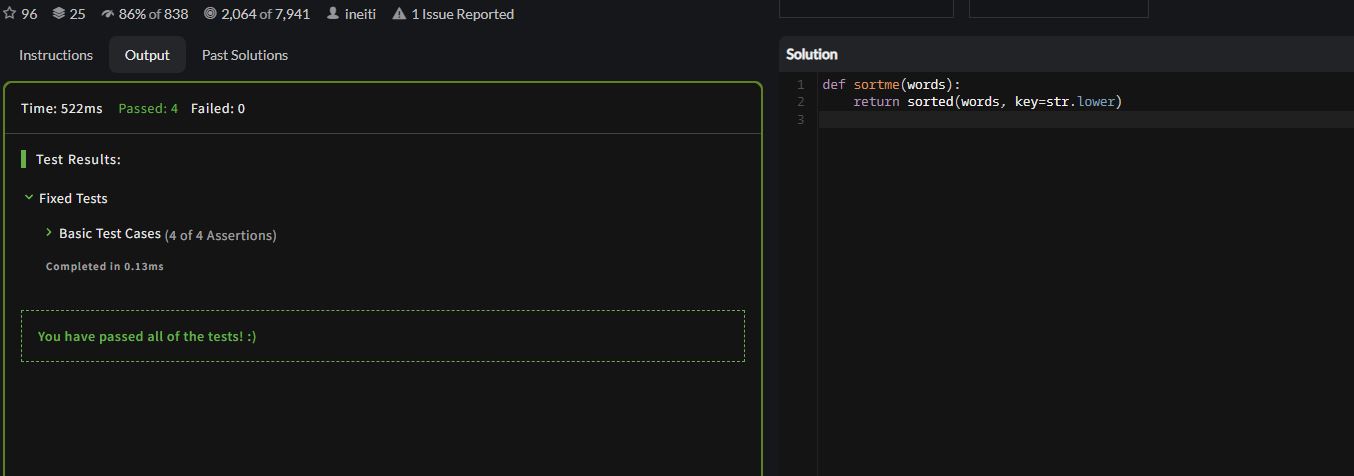 96 25 86% of 838 2,064 of 7,941 ineiti 1 Issue Reported
Instructions Output Past Solutions
Time: 522ms Passed: 4 Failed: 0
Test Results:
Fixed Tests
Basic Test Cases (4 of 4 Assertions)
Completed in 0.13ms
You have passed all of the tests! :)
Solution
1 def sortme(words):
2     return sorted(words, key=str.lower)
3